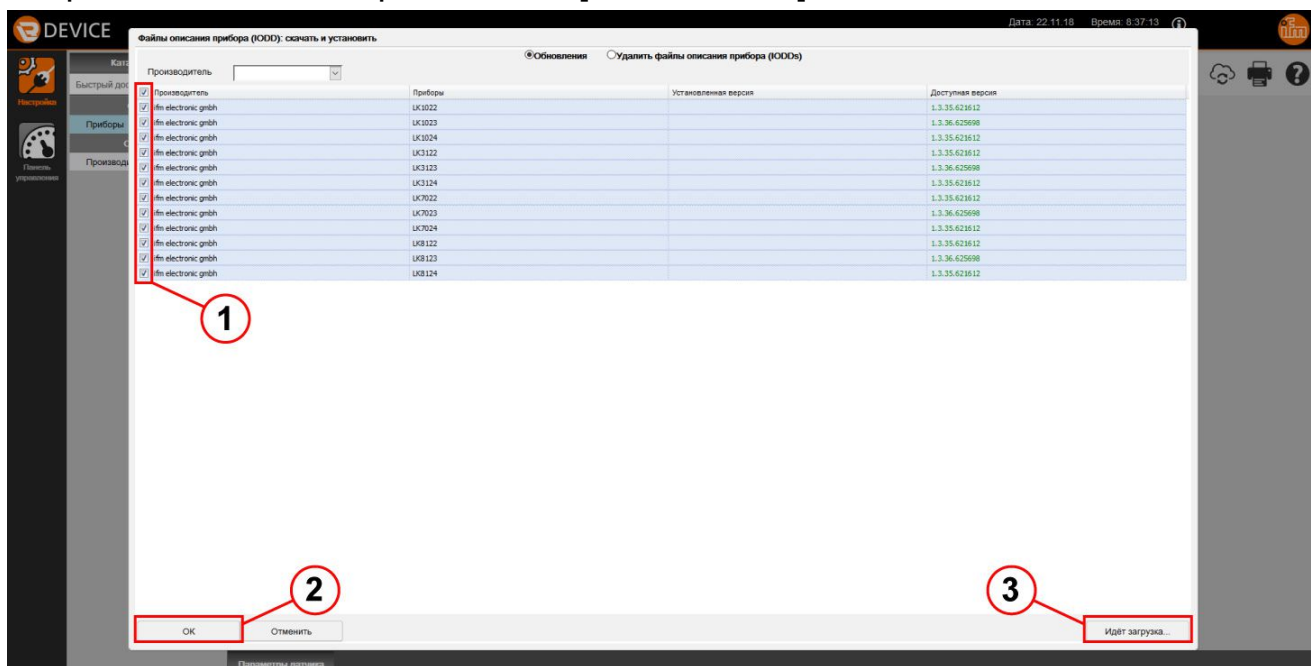 DEVICE
Дата: 22.11.18 Время: 8:37:13
ifm
Файлы описания прибора (IODD): скачать и установить
Обновления Удалить файлы описания прибора (IODDs)
Производитель
Ката
Быстрый дос
Настройка
Приборы
Производи
Панель
управления
Производитель Приборы Установленная версия Доступная версия
ifm electronic gmbh LK1022 1.3.35.621612
ifm electronic gmbh LK1023 1.3.36.625698
ifm electronic gmbh LK1024 1.3.35.621612
ifm electronic gmbh LK3122 1.3.35.621612
ifm electronic gmbh LK3123 1.3.36.625698
ifm electronic gmbh LK3124 1.3.35.621612
ifm electronic gmbh LK7022 1.3.35.621612
ifm electronic gmbh LK7023 1.3.36.625698
ifm electronic gmbh LK7024 1.3.35.621612
ifm electronic gmbh LK8122 1.3.35.621612
ifm electronic gmbh LK8123 1.3.36.625698
ifm electronic gmbh LK8124 1.3.35.621612
1
2
3
OK Отменить Идёт загрузка...
Параметры датчика